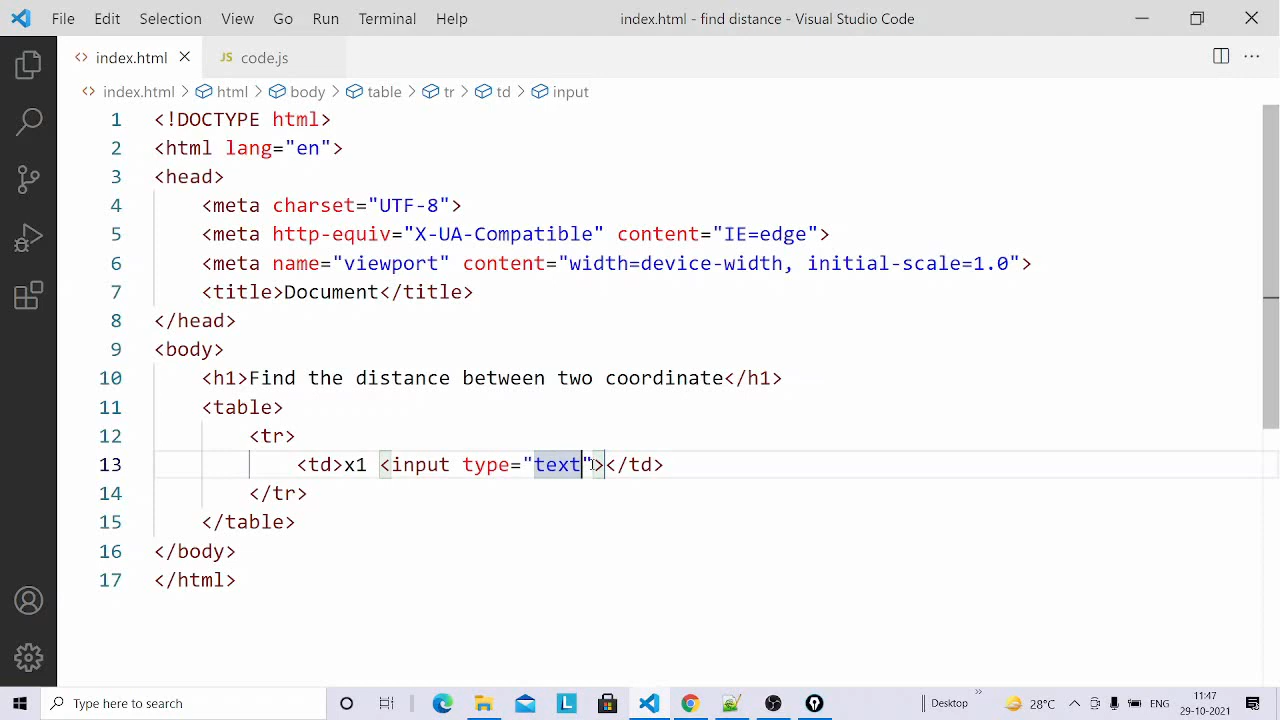 File Edit Selection View Go Run Terminal Help index.html - find distance - Visual Studio Code
index.html JS code.js
index.html html body table tr td input
1 <!DOCTYPE html>
2 <html lang="en">
3 <head>
4 <meta charset="UTF-8">
5 <meta http-equiv="X-UA-Compatible" content="IE=edge">
6 <meta name="viewport" content="width=device-width, initial-scale=1.0">
7 <title>Document</title>
8 </head>
9 <body>
10 <h1>Find the distance between two coordinate</h1>
11 <table>
12 <tr>
13 <td>x1 <input type="text"></td>
14 </tr>
15 </table>
16 </body>
17 </html>
Type here to search L Desktop 28°C ENG 11:47
29-10-2021